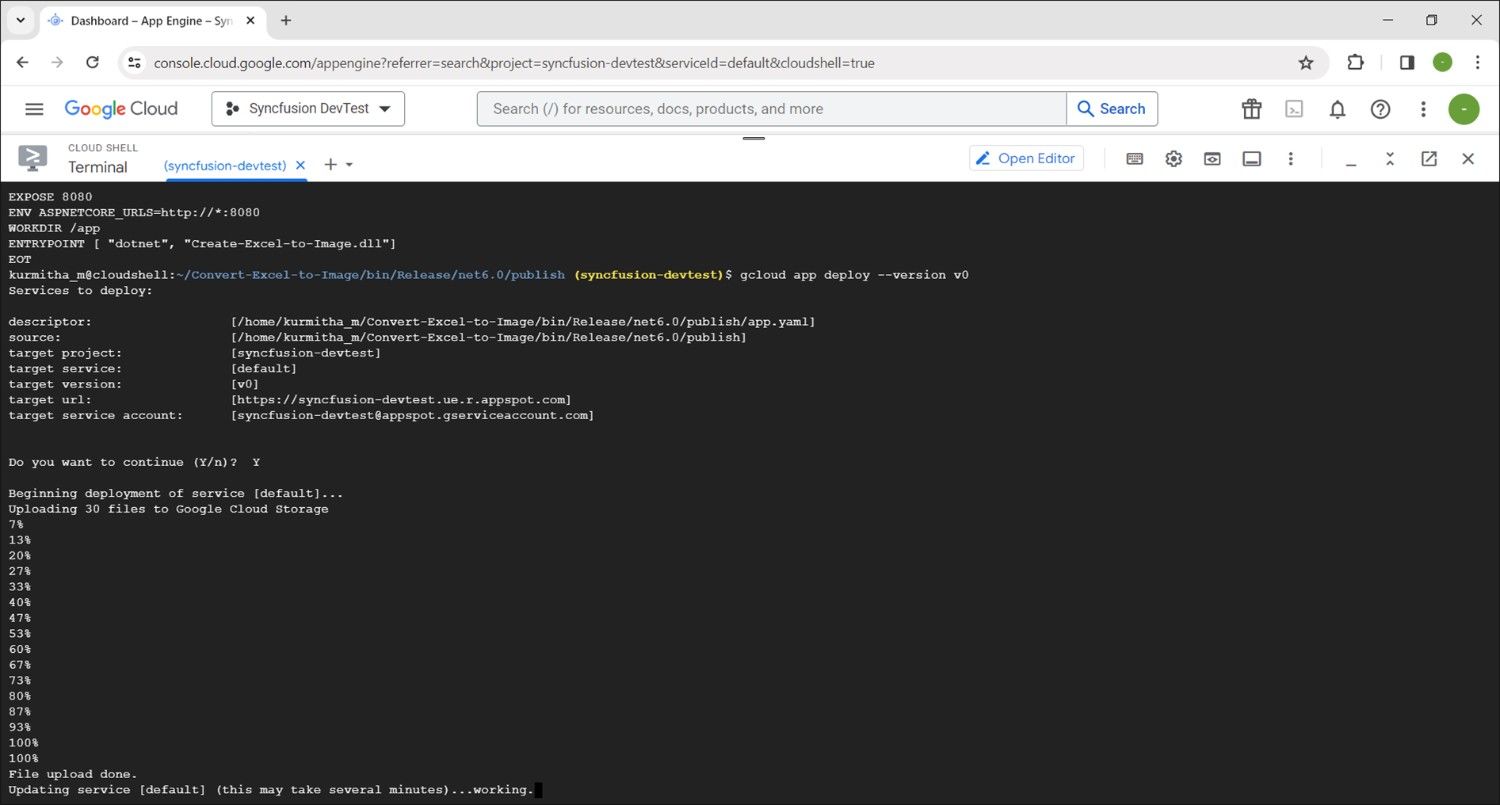 Dashboard – App Engine – Syn
console.cloud.google.com/appengine?referrer=search&project=syncfusion-devtest&serviceId=default&cloudshell=true
Google Cloud
Syncfusion DevTest
Search (/) for resources, docs, products, and more
Search
CLOUD SHELL
Terminal
(syncfusion-devtest)
Open Editor
EXPOSE 8080
ENV ASPNETCORE_URLS=http://*:8080
WORKDIR /app
ENTRYPOINT [ "dotnet", "Create-Excel-to-Image.dll"]
EOT
kurmitha_m@cloudshell:~/Convert-Excel-to-Image/bin/Release/net6.0/publish (syncfusion-devtest)$ gcloud app deploy --version v0
Services to deploy:
descriptor: [/home/kurmitha_m/Convert-Excel-to-Image/bin/Release/net6.0/publish/app.yaml]
source: [/home/kurmitha_m/Convert-Excel-to-Image/bin/Release/net6.0/publish]
target project: [syncfusion-devtest]
target service: [default]
target version: [v0]
target url: [https://syncfusion-devtest.ue.r.appspot.com]
target service account: [syncfusion-devtest@appspot.gserviceaccount.com]
Do you want to continue (Y/n)? Y
Beginning deployment of service [default]...
Uploading 30 files to Google Cloud Storage
7%
13%
20%
27%
33%
40%
47%
53%
60%
67%
73%
80%
87%
93%
100%
100%
File upload done.
Updating service [default] (this may take several minutes)...working.